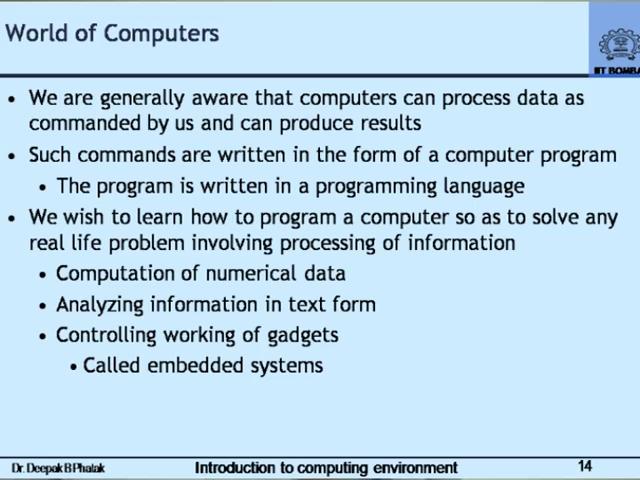 World of Computers
IIT BOMBA
• We are generally aware that computers can process data as
commanded by us and can produce results
• Such commands are written in the form of a computer program
• The program is written in a programming language
• We wish to learn how to program a computer so as to solve any
real life problem involving processing of information
• Computation of numerical data
• Analyzing information in text form
• Controlling working of gadgets
• Called embedded systems
Dr. Deepak B Phatak Introduction to computing environment 14